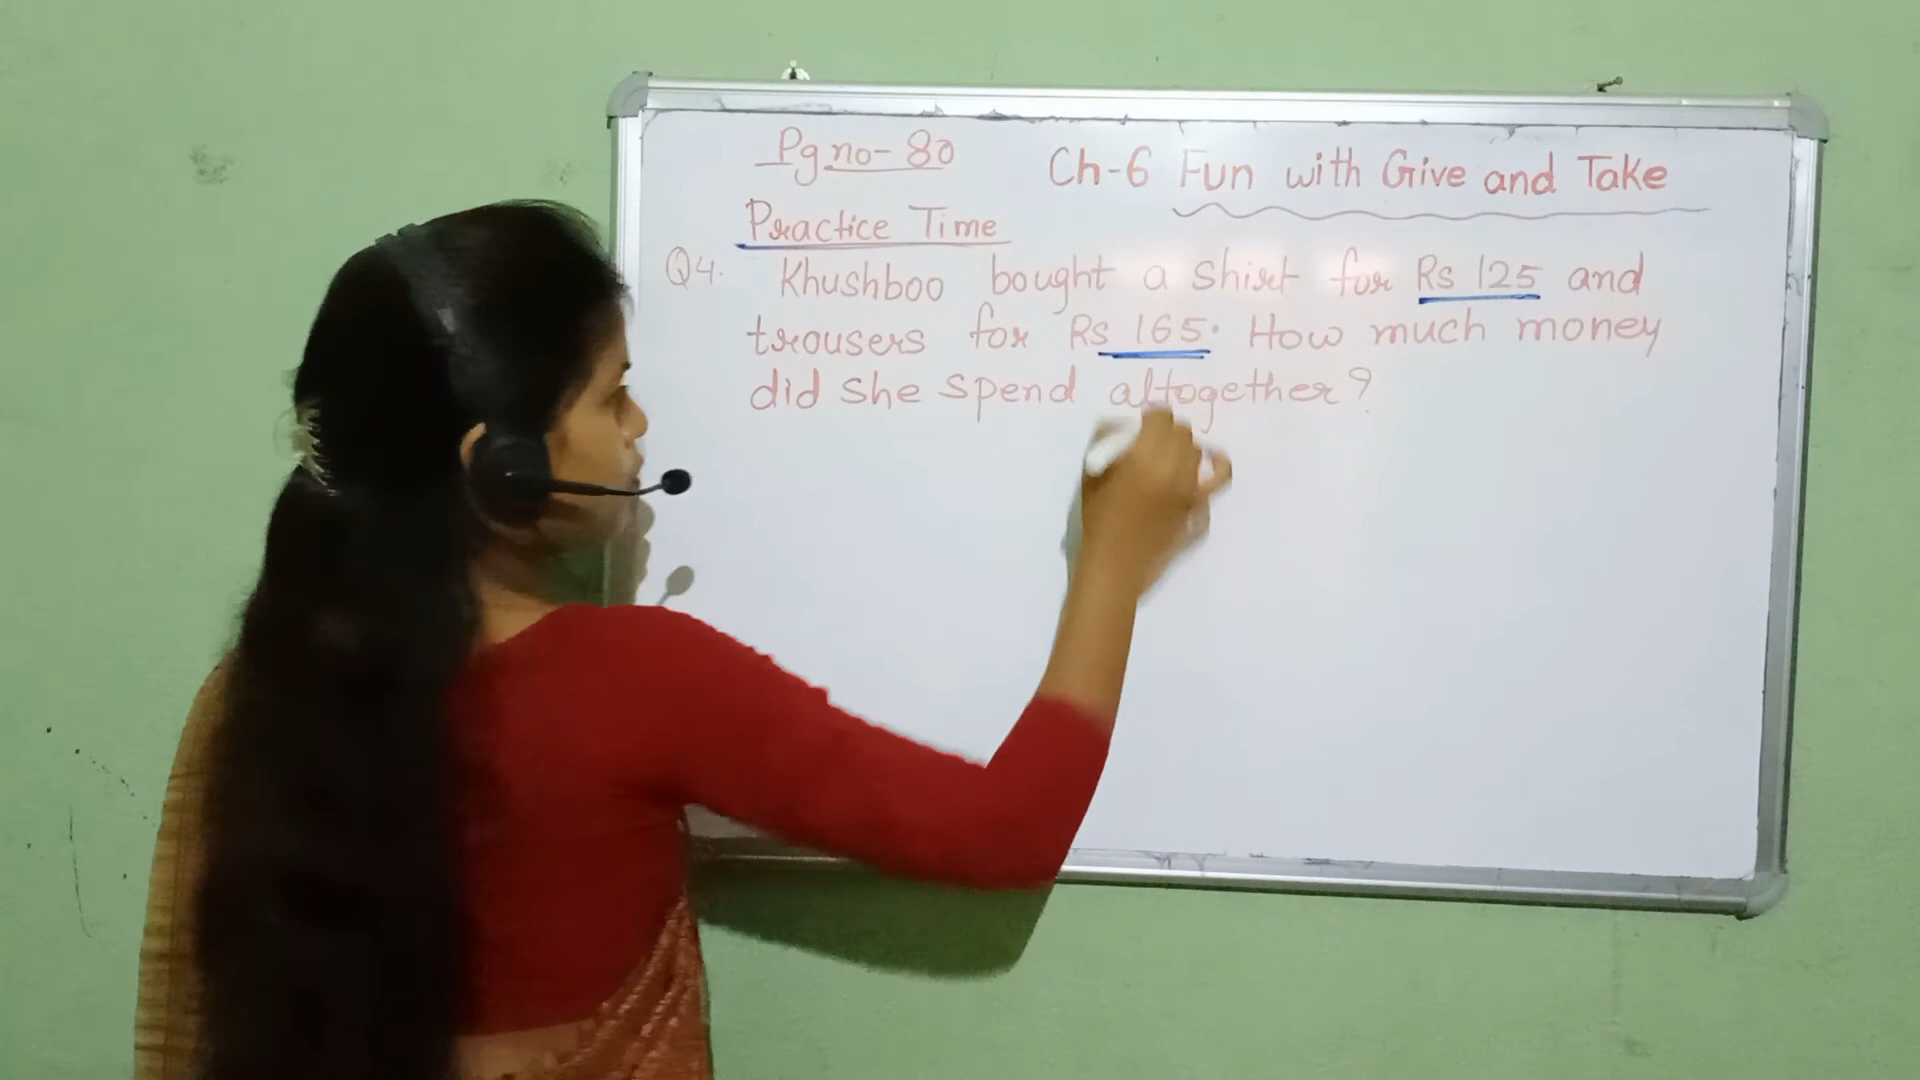 Pg no- 80
Ch-6 Fun with Give and Take
Practice Time
Q4. Khushboo bought a shirt for Rs 125 and
trousers for Rs 165. How much money
did she spend altogether?